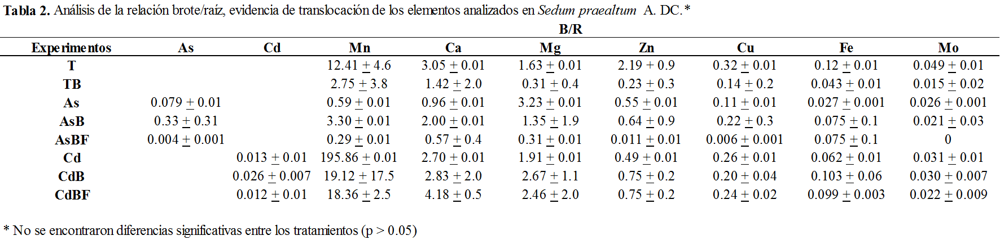 Tabla 2. Análisis de la relación brote/raíz, evidencia de translocación de los elementos analizados en Sedum praealtum A. DC.*
B/R
Experimentos As Cd Mn Ca Mg Zn Cu Fe Mo
T 12.41 ± 4.6 3.05 ± 0.01 1.63 ± 0.01 2.19 + 0.9 0.32 ± 0.01 0.12 ± 0.01 0.049 ± 0.01
TB 2.75 ± 3.8 1.42 ± 2.0 0.31 ± 0.4 0.23 ± 0.3 0.14 ± 0.2 0.043 ± 0.01 0.015 ± 0.02
As 0.079 ± 0.01 0.59 ± 0.01 0.96 ± 0.01 3.23 ± 0.01 0.55 ± 0.01 0.11 ± 0.01 0.027 ± 0.001 0.026 ± 0.001
AsB 0.33 ± 0.31 3.30 ± 0.01 2.00 ± 0.01 1.35 ± 1.9 0.64 ± 0.9 0.22 ± 0.3 0.075 ± 0.1 0.021 ± 0.03
AsBF 0.004 ± 0.001 0.29 ± 0.01 0.57 ± 0.4 0.31 ± 0.01 0.011 ± 0.01 0.006 ± 0.001 0.075 ± 0.1 0
Cd 0.013 ± 0.01 195.86 ± 0.01 2.70 ± 0.01 1.91 ± 0.01 0.49 ± 0.01 0.26 ± 0.01 0.062 ± 0.01 0.031 ± 0.01
CdB 0.026 ± 0.007 19.12 ± 17.5 2.83 ± 2.0 2.67 ± 1.1 0.75 ± 0.2 0.20 ± 0.04 0.103 ± 0.06 0.030 ± 0.007
CdBF 0.012 ± 0.01 18.36 ± 2.5 4.18 ± 0.5 2.46 ± 2.0 0.75 ± 0.2 0.24 ± 0.02 0.099 ± 0.003 0.022 ± 0.009
* No se encontraron diferencias significativas entre los tratamientos (p > 0.05)